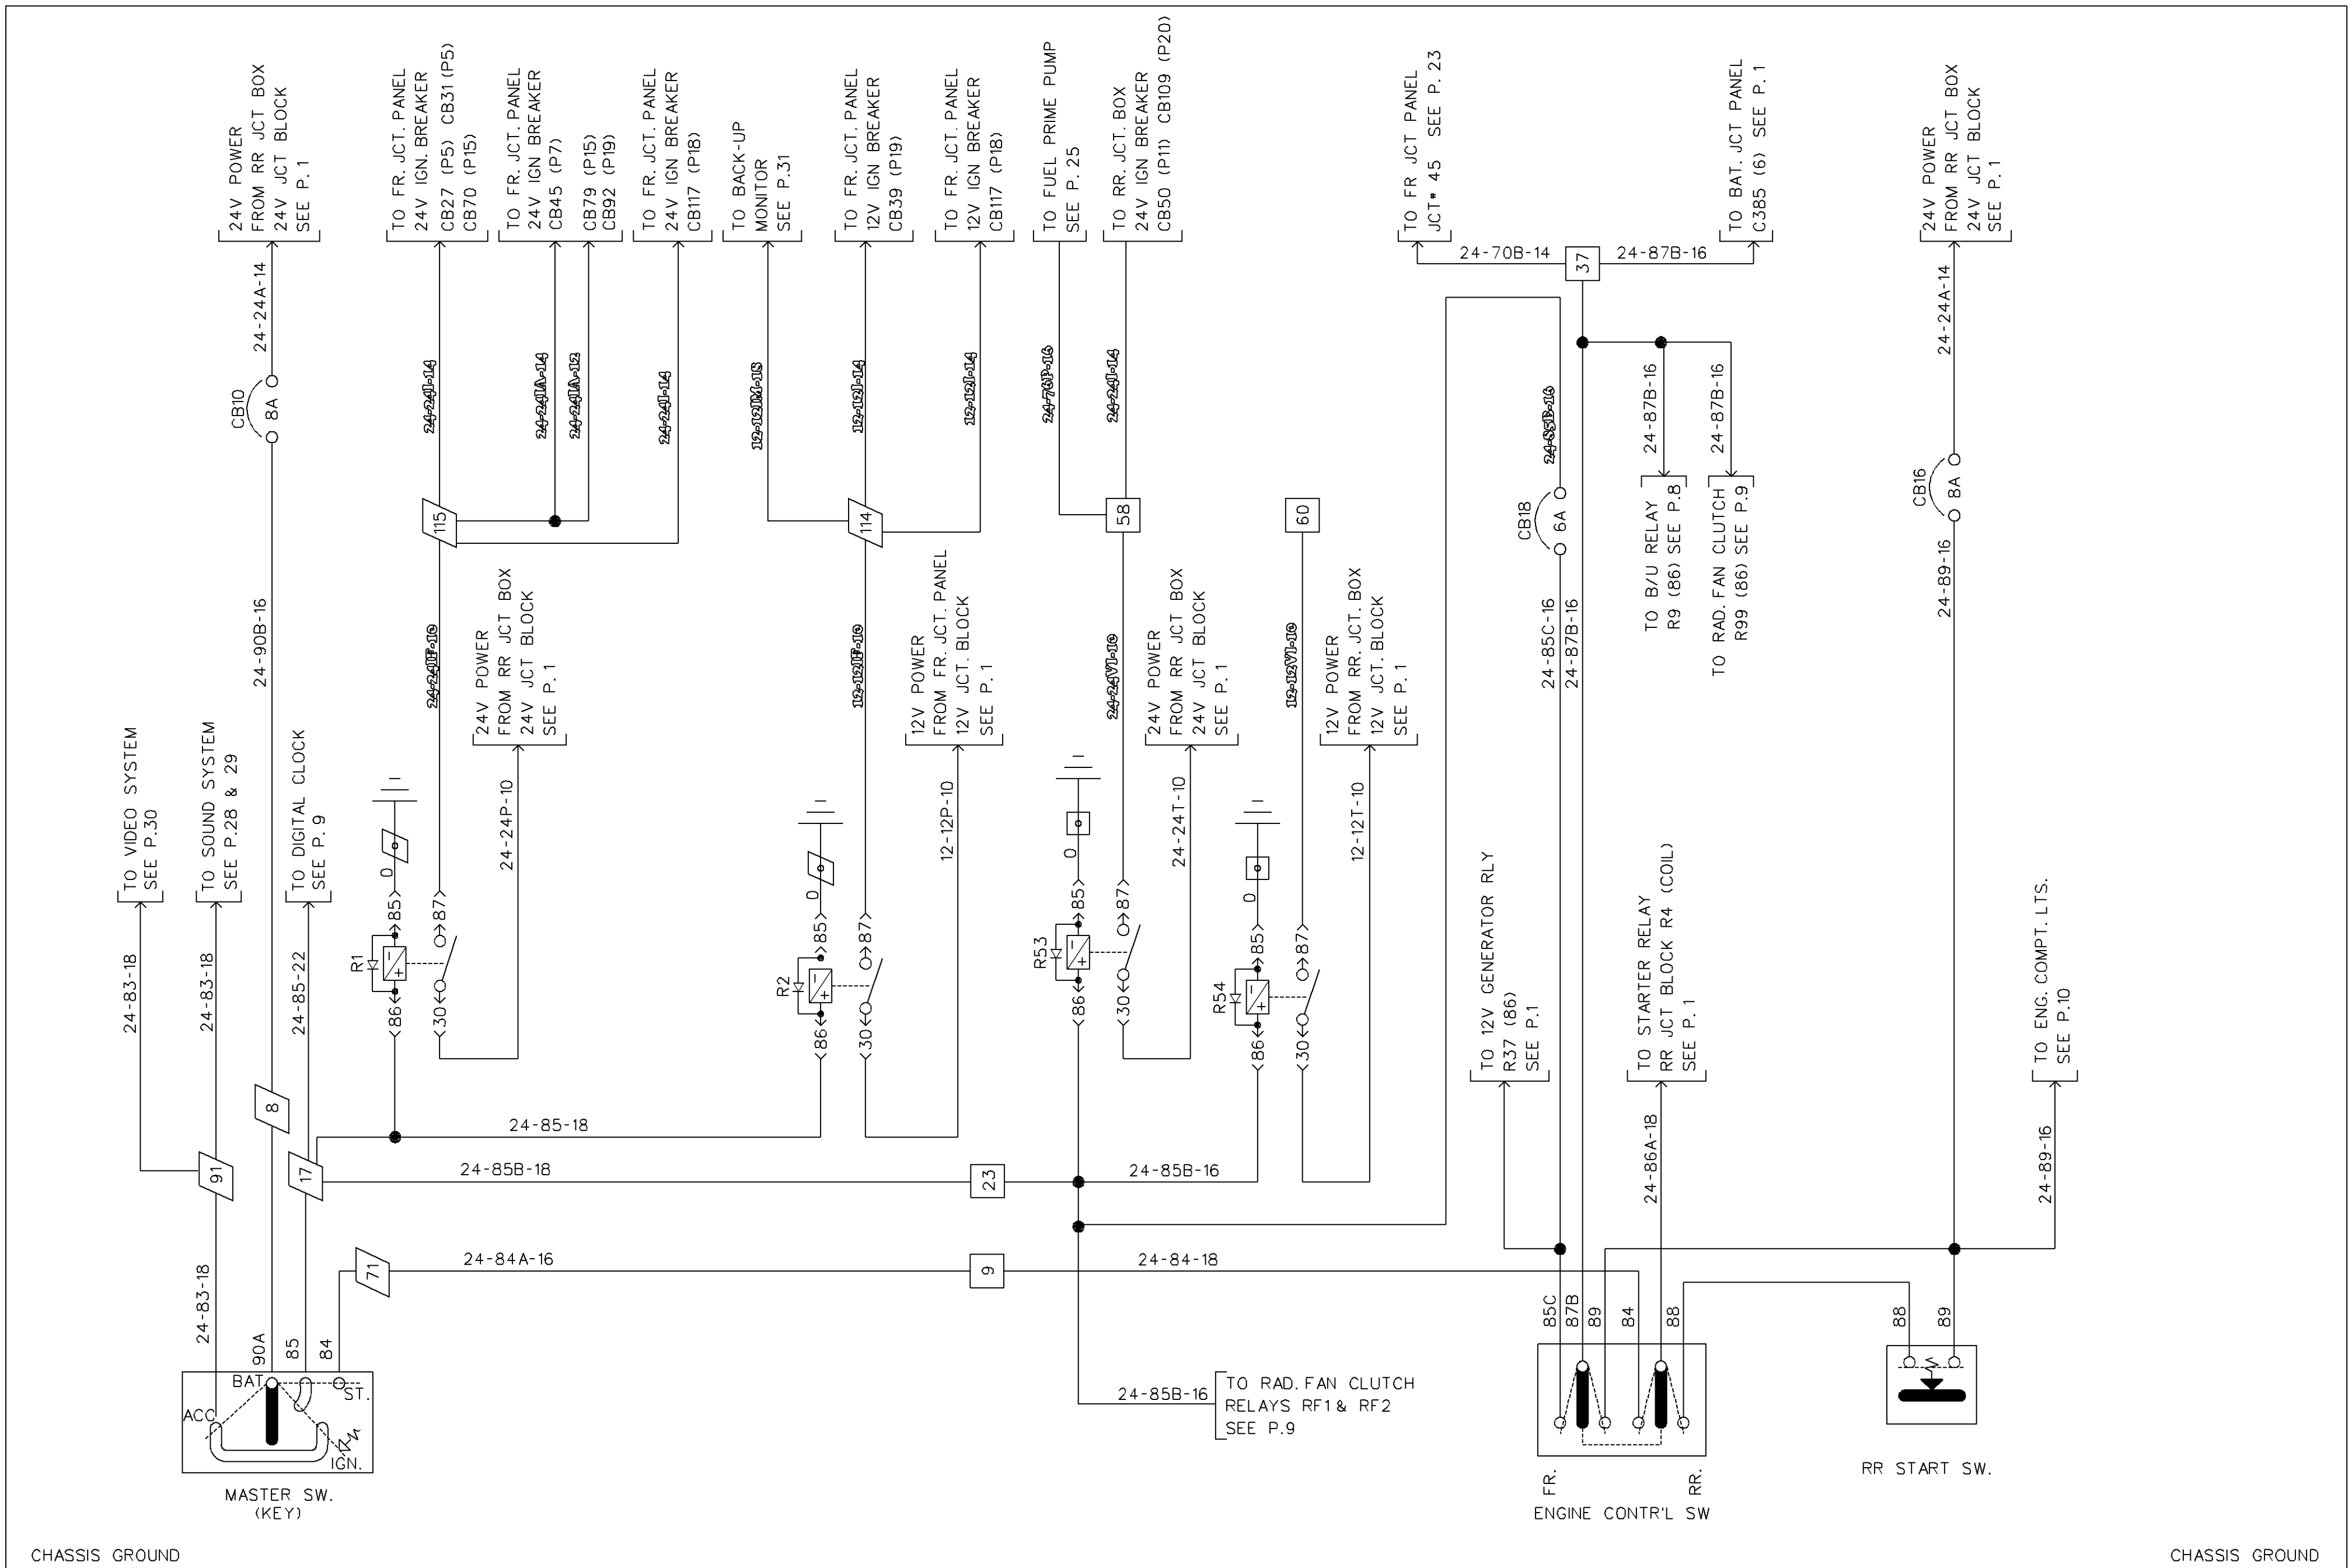 24V POWER
FROM RR JCT BOX
24V JCT BLOCK
SEE P.1
TO FR. JCT. PANEL
24V IGN. BREAKER
CB27 (P5) CB31 (P5)
CB70 (P15)
TO FR. JCT. PANEL
24V IGN BREAKER
CB45 (P7)
CB79 (P15)
CB92 (P19)
TO FR. JCT. PANEL
24V IGN BREAKER
CB117 (P18)
TO BACK-UP
MONITOR
SEE P.31
TO FR. JCT. PANEL
12V IGN BREAKER
CB39 (P19)
TO FR. JCT. PANEL
12V IGN BREAKER
CB117 (P18)
TO FUEL PRIME PUMP
SEE P.25
TO RR. JCT. BOX
24V IGN BREAKER
CB50 (P11) CB109 (P20)
TO FR JCT PANEL
JCT# 45 SEE P. 23
TO BAT. JCT PANEL
C385 (6) SEE P. 1
24V POWER
FROM RR JCT BOX
24V JCT BLOCK
SEE P.1
24-24A-14
24-70B-14
37
24-87B-16
24-24A-14
CB10
8A
24-87B-16
24-87B-16
CB16
8A
115
114
58
60
CB18
6A
TO B/U RELAY
R9 (86) SEE P.8
TO RAD. FAN CLUTCH
R99 (86) SEE P.9
24-90B-16
24V POWER
FROM RR JCT BOX
24V JCT BLOCK
SEE P.1
12V POWER
FROM FR. JCT. PANEL
12V JCT. BLOCK
SEE P.1
24V POWER
FROM RR JCT BOX
24V JCT BLOCK
SEE P.1
12V POWER
FROM RR. JCT. BOX
12V JCT. BLOCK
SEE P.1
24-85C-16
24-87B-16
24-89-16
TO VIDEO SYSTEM
SEE P.30
TO SOUND SYSTEM
SEE P.28 & 29
TO DIGITAL CLOCK
SEE P.9
24-24P-10
12-12P-10
24-24T-10
12-12T-10
0
0
0
0
24-83-18
24-83-18
24-85-22
R1
85
87
86
30
R2
85
87
86
30
R53
85
87
86
30
R54
85
87
86
30
TO 12V GENERATOR RLY
R37 (86)
SEE P.1
TO STARTER RELAY
RR JCT BLOCK R4 (COIL)
SEE P.1
TO ENG. COMPT. LTS.
SEE P.10
8
24-85-18
24-86A-18
24-89-16
91
17
24-85B-18
23
24-85B-16
71
24-84A-16
9
24-84-18
24-83-18
90A
85
84
85C
87B
89
84
88
88
89
BAT.
ST.
ACC
IGN.
24-85B-16
TO RAD. FAN CLUTCH
RELAYS RF1 & RF2
SEE P.9
MASTER SW.
(KEY)
FR.
RR.
ENGINE CONTR'L SW
RR START SW.
CHASSIS GROUND
CHASSIS GROUND